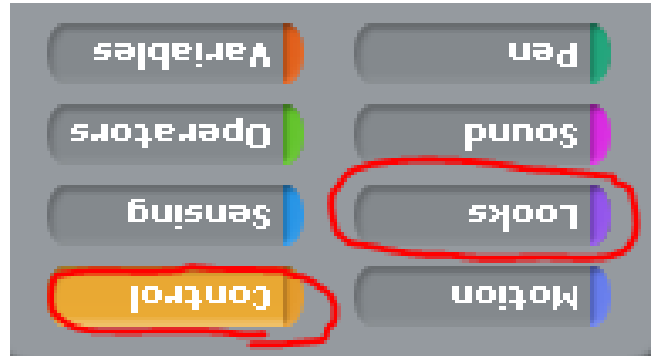 Motion Control
Looks Sensing
Sound Operators
Pen Variables